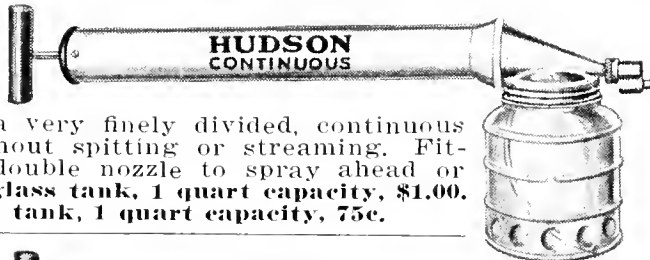 HUDSON
CONTINUOUS
a very finely divided, continuous
hout spitting or streaming. Fit-
double nozzle to spray ahead or
glass tank, 1 quart capacity, $1.00.
tank, 1 quart capacity, 75c.